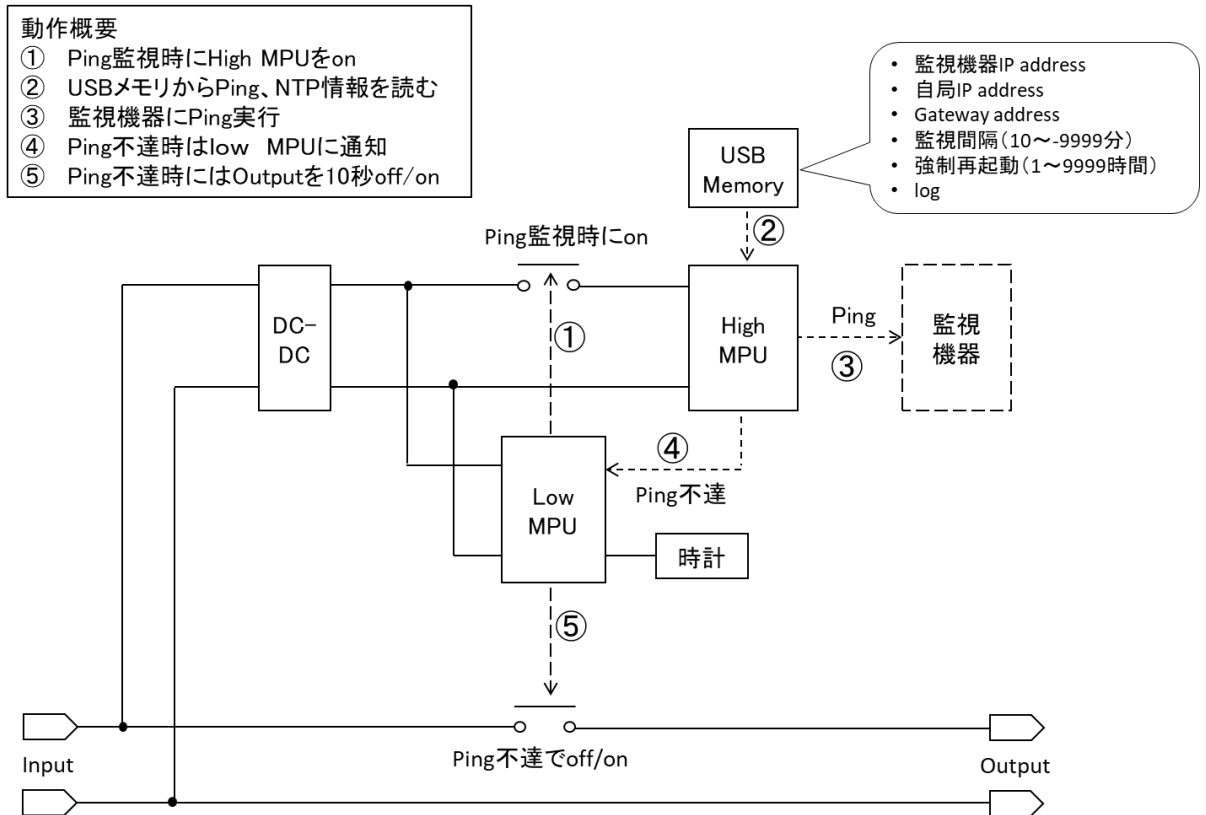 動作概要
① Ping監視時にHigh MPUをon
② USBメモリからPing、NTP情報を読む
③ 監視機器にPing実行
④ Ping不達時はlow MPUに通知
⑤ Ping不達時にはOutputを10秒off/on
• 監視機器IP address
• 自局IP address
• Gateway address
• 監視間隔(10～-9999分)
• 強制再起動(1～9999時間)
• log
USB
Memory
②
Ping監視時にon
DC-
DC
①
High
MPU
Ping
③
監視
機器
④
Ping不達
Low
MPU
時計
⑤
Ping不達でoff/on
Input
Output